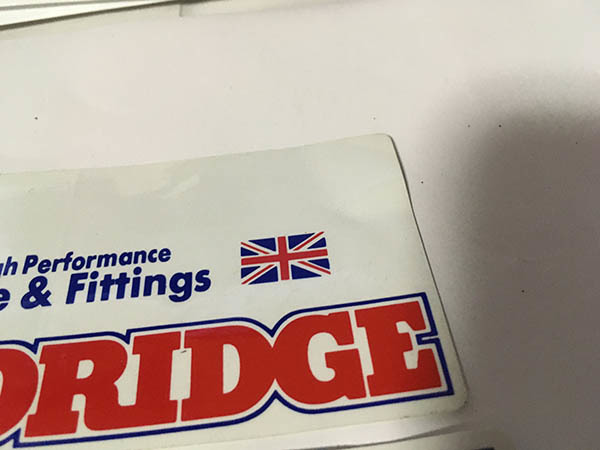 gh Performance
e & Fittings
DRIDGE